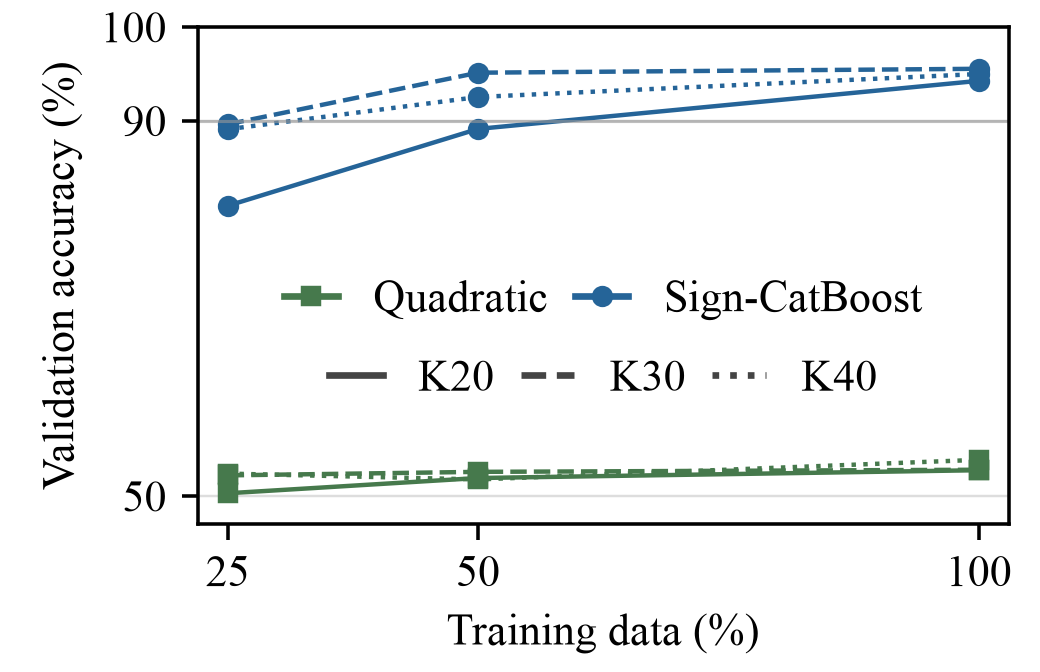 100
90
50
Validation accuracy (%)
Quadratic Sign-CatBoost
K20 K30 K40
25 50 100
Training data (%)